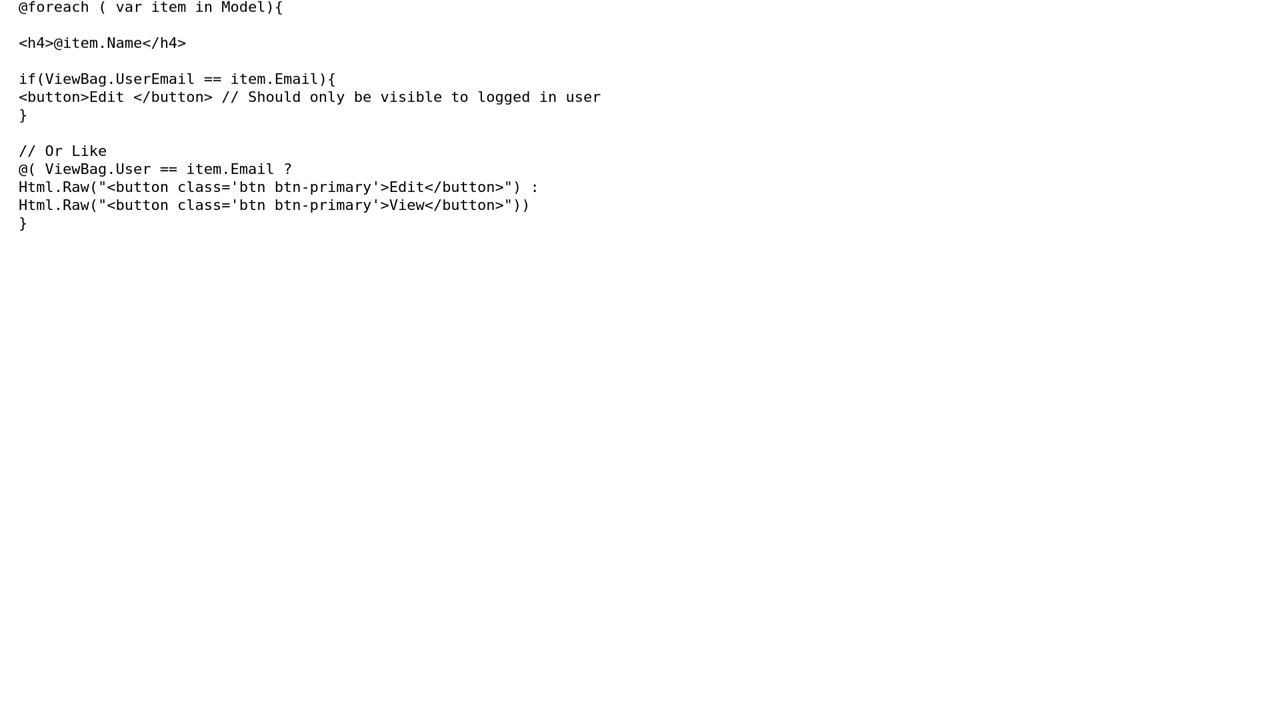 @foreach ( var item in Model){
<h4>@item.Name</h4>
if(ViewBag.UserEmail == item.Email){
<button>Edit </button> // Should only be visible to logged in user
}
// Or Like
@( ViewBag.User == item.Email ?
Html.Raw("<button class='btn btn-primary'>Edit</button>") :
Html.Raw("<button class='btn btn-primary'>View</button>"))
}